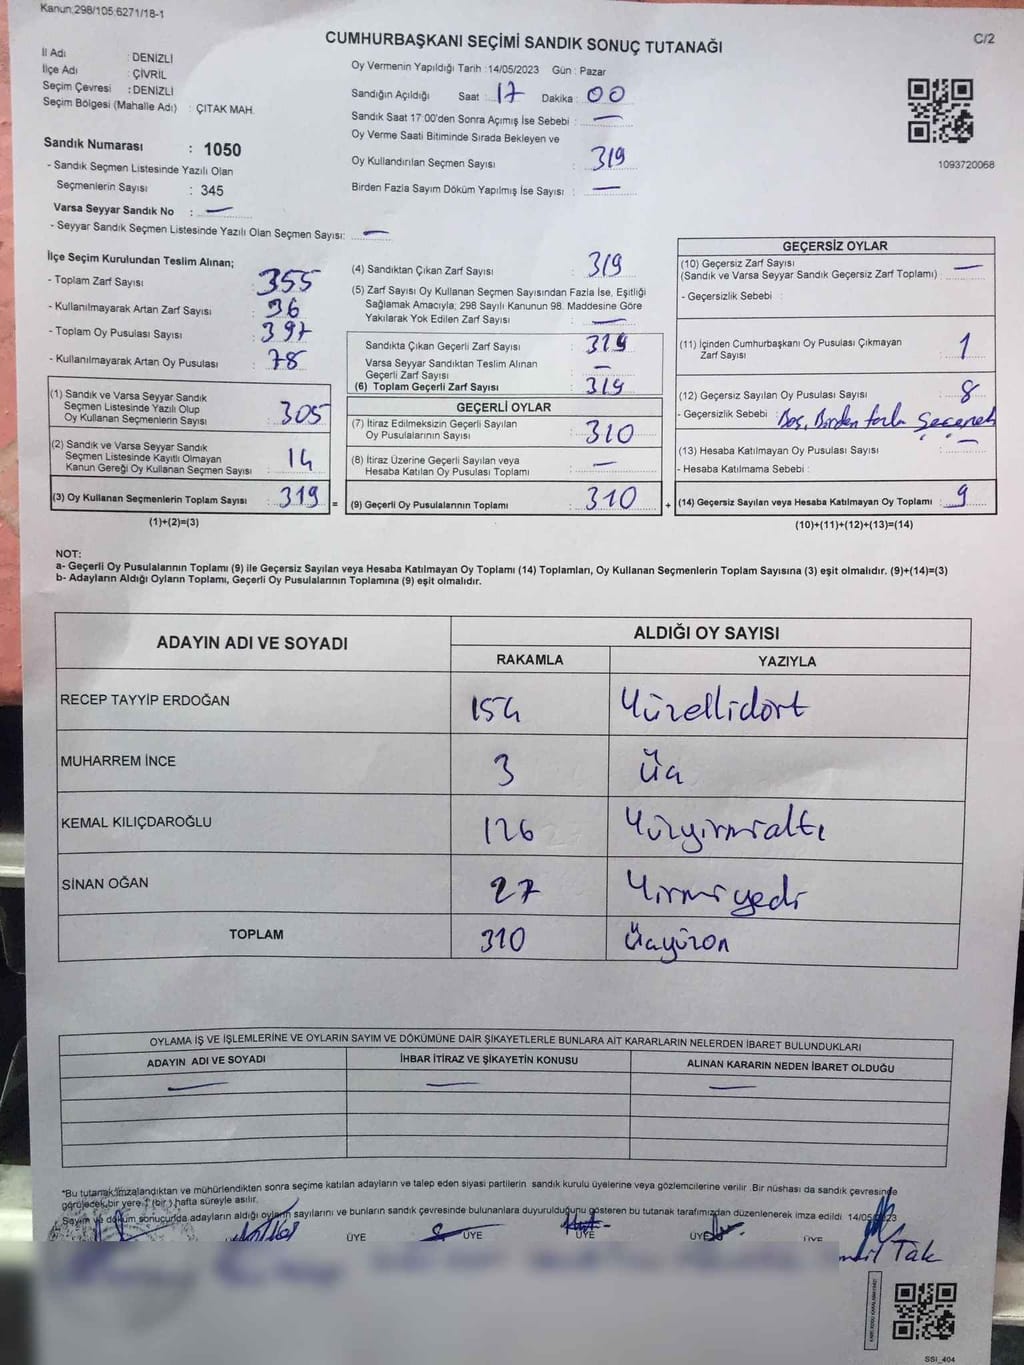 Kanun:298/105:6271/18-1
CUMHURBAŞKANI SEÇİMİ SANDIK SONUÇ TUTANAĞI
C/2
İl Adı : DENİZLİ
İlçe Adı : ÇİVRİL
Seçim Çevresi : DENİZLİ
Seçim Bölgesi (Mahalle Adı) : ÇITAK MAH.
Oy Vermenin Yapıldığı Tarih :14/05/2023 Gün : Pazar
Sandığın Açıldığı Saat : 17 Dakika : 00
Sandık Saat 17:00'den Sonra Açımış İse Sebebi : —
Oy Verme Saati Bitiminde Sırada Bekleyen ve
Oy Kullandırılan Seçmen Sayısı : 319
Birden Fazla Sayım Döküm Yapılmış İse Sayısı : —
1093720068
Sandık Numarası : 1050
- Sandık Seçmen Listesinde Yazılı Olan
Seçmenlerin Sayısı : 345
Varsa Seyyar Sandık No : —
- Seyyar Sandık Seçmen Listesinde Yazılı Olan Seçmen Sayısı: —
İlçe Seçim Kurulundan Teslim Alınan;
- Toplam Zarf Sayısı : 355
- Kullanılmayarak Artan Zarf Sayısı : 36
- Toplam Oy Pusulası Sayısı : 397
- Kullanılmayarak Artan Oy Pusulası : 78
(1) Sandık ve Varsa Seyyar Sandık
Seçmen Listesinde Yazılı Olup
Oy Kullanan Seçmenlerin Sayısı : 305
(2) Sandık ve Varsa Seyyar Sandık
Seçmen Listesinde Kayıtlı Olmayan
Kanun Gereği Oy Kullanan Seçmen Sayısı : 14
(3) Oy Kullanan Seçmenlerin Toplam Sayısı : 319 =
(1)+(2)=(3)
(4) Sandıktan Çıkan Zarf Sayısı : 319
(5) Zarf Sayısı Oy Kullanan Seçmen Sayısından Fazla İse, Eşitliği
Sağlamak Amacıyla; 298 Sayılı Kanunun 98. Maddesine Göre
Yakılarak Yok Edilen Zarf Sayısı : —
Sandıkta Çıkan Geçerli Zarf Sayısı : 319
Varsa Seyyar Sandıktan Teslim Alınan
Geçerli Zarf Sayısı : —
(6) Toplam Geçerli Zarf Sayısı : 319
GEÇERLİ OYLAR
(7) İtiraz Edilmeksizin Geçerli Sayılan
Oy Pusulalarının Sayısı : 310
(8) İtiraz Üzerine Geçerli Sayılan veya
Hesaba Katılan Oy Pusulası Toplamı : —
(9) Geçerli Oy Pusulalarının Toplamı : 310 +
GEÇERSİZ OYLAR
(10) Geçersiz Zarf Sayısı
(Sandık ve Varsa Seyyar Sandık Geçersiz Zarf Toplamı) : —
- Geçersizlik Sebebi :
(11) İçinden Cumhurbaşkanı Oy Pusulası Çıkmayan
Zarf Sayısı : 1
(12) Geçersiz Sayılan Oy Pusulası Sayısı : 8
- Geçersizlik Sebebi : Boş, Birden fazla Seçenek
(13) Hesaba Katılmayan Oy Pusulası Sayısı : —
- Hesaba Katılmama Sebebi :
(14) Geçersiz Sayılan veya Hesaba Katılmayan Oy Toplamı : 9
(10)+(11)+(12)+(13)=(14)
NOT:
a- Geçerli Oy Pusulalarının Toplamı (9) ile Geçersiz Sayılan veya Hesaba Katılmayan Oy Toplamı (14) Toplamları, Oy Kullanan Seçmenlerin Toplam Sayısına (3) eşit olmalıdır. (9)+(14)=(3)
b- Adayların Aldığı Oyların Toplamı, Geçerli Oy Pusulalarının Toplamına (9) eşit olmalıdır.
ADAYIN ADI VE SOYADI ALDIĞI OY SAYISI
RAKAMLA YAZIYLA
RECEP TAYYİP ERDOĞAN 154 Yüzellidört
MUHARREM İNCE 3 Üç
KEMAL KILIÇDAROĞLU 126 Yüzyirmialtı
SİNAN OĞAN 27 Yirmiyedi
TOPLAM 310 Üçyüzon
OYLAMA İŞ VE İŞLEMLERİNE VE OYLARIN SAYIM VE DÖKÜMÜNE DAİR ŞİKAYETLERLE BUNLARA AİT KARARLARIN NELERDEN İBARET BULUNDUKLARI
ADAYIN ADI VE SOYADI İHBAR İTİRAZ VE ŞİKAYETİN KONUSU ALINAN KARARIN NEDEN İBARET OLDUĞU
— — —
*Bu tutanak imzalandıktan ve mühürlendikten sonra seçime katılan adayların ve talep eden siyasi partilerin sandık kurulu üyelerine veya gözlemcilerine verilir .Bir nüshası da sandık çevresinde
görülecek bir yere 1 (bir ) hafta süreyle asılır.
Sayım ve döküm sonucunda adayların aldığı oyların sayılarını ve bunların sandık çevresinde bulunanlara duyurulduğunu gösteren bu tutanak tarafımızdan düzenlenerek imza edildi 14/05/2023
ÜYE ÜYE ÜYE ÜYE ÜYE
Tak
SSI_404